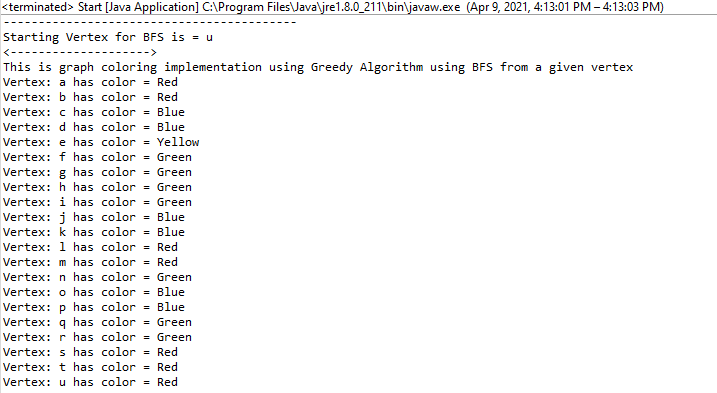 <terminated> Start [Java Application] C:\Program Files\Java\jre1.8.0_211\bin\javaw.exe (Apr 9, 2021, 4:13:01 PM – 4:13:03 PM)
---------------------------------------
Starting Vertex for BFS is = u
<------------------->
This is graph coloring implementation using Greedy Algorithm using BFS from a given vertex
Vertex: a has color = Red
Vertex: b has color = Red
Vertex: c has color = Blue
Vertex: d has color = Blue
Vertex: e has color = Yellow
Vertex: f has color = Green
Vertex: g has color = Green
Vertex: h has color = Green
Vertex: i has color = Green
Vertex: j has color = Blue
Vertex: k has color = Blue
Vertex: l has color = Red
Vertex: m has color = Red
Vertex: n has color = Green
Vertex: o has color = Blue
Vertex: p has color = Blue
Vertex: q has color = Green
Vertex: r has color = Green
Vertex: s has color = Red
Vertex: t has color = Red
Vertex: u has color = Red